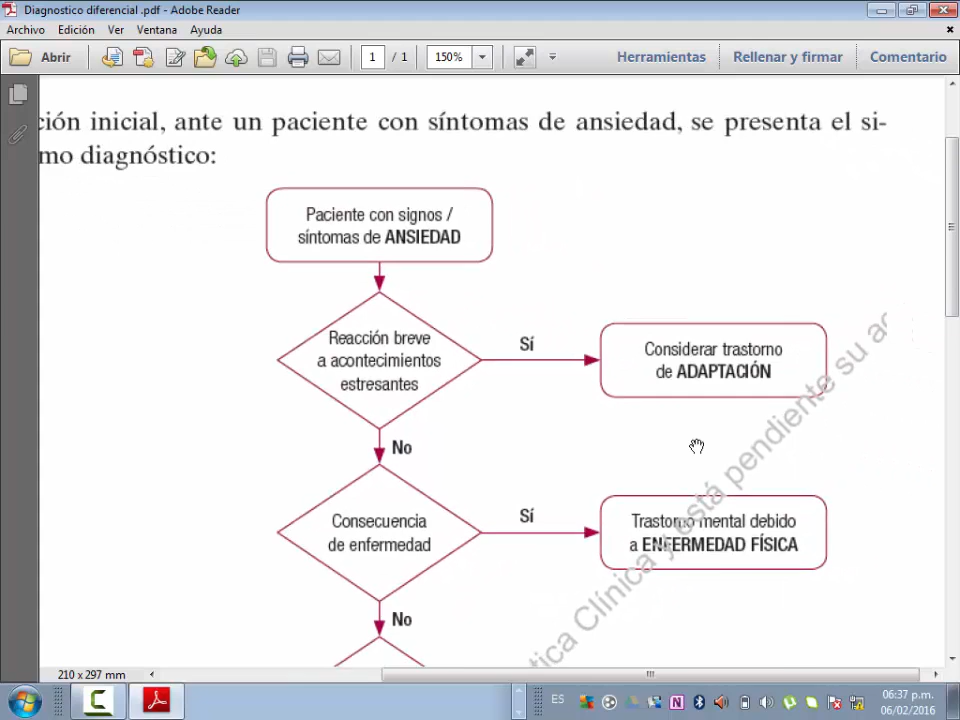 Diagnostico diferencial .pdf - Adobe Reader
Archivo Edición Ver Ventana Ayuda
Abrir 1 / 1 150% Herramientas Rellenar y firmar Comentario
ción inicial, ante un paciente con síntomas de ansiedad, se presenta el si-
mo diagnóstico:
Paciente con signos /
síntomas de ANSIEDAD
Reacción breve
a acontecimientos
estresantes
Sí
Considerar trastorno
de ADAPTACIÓN
No
Consecuencia
de enfermedad
Sí
Trastorno mental debido
a ENFERMEDAD FÍSICA
No
tica Clínica y está pendiente su ac
210 x 297 mm
ES
06:37 p.m.
06/02/2016